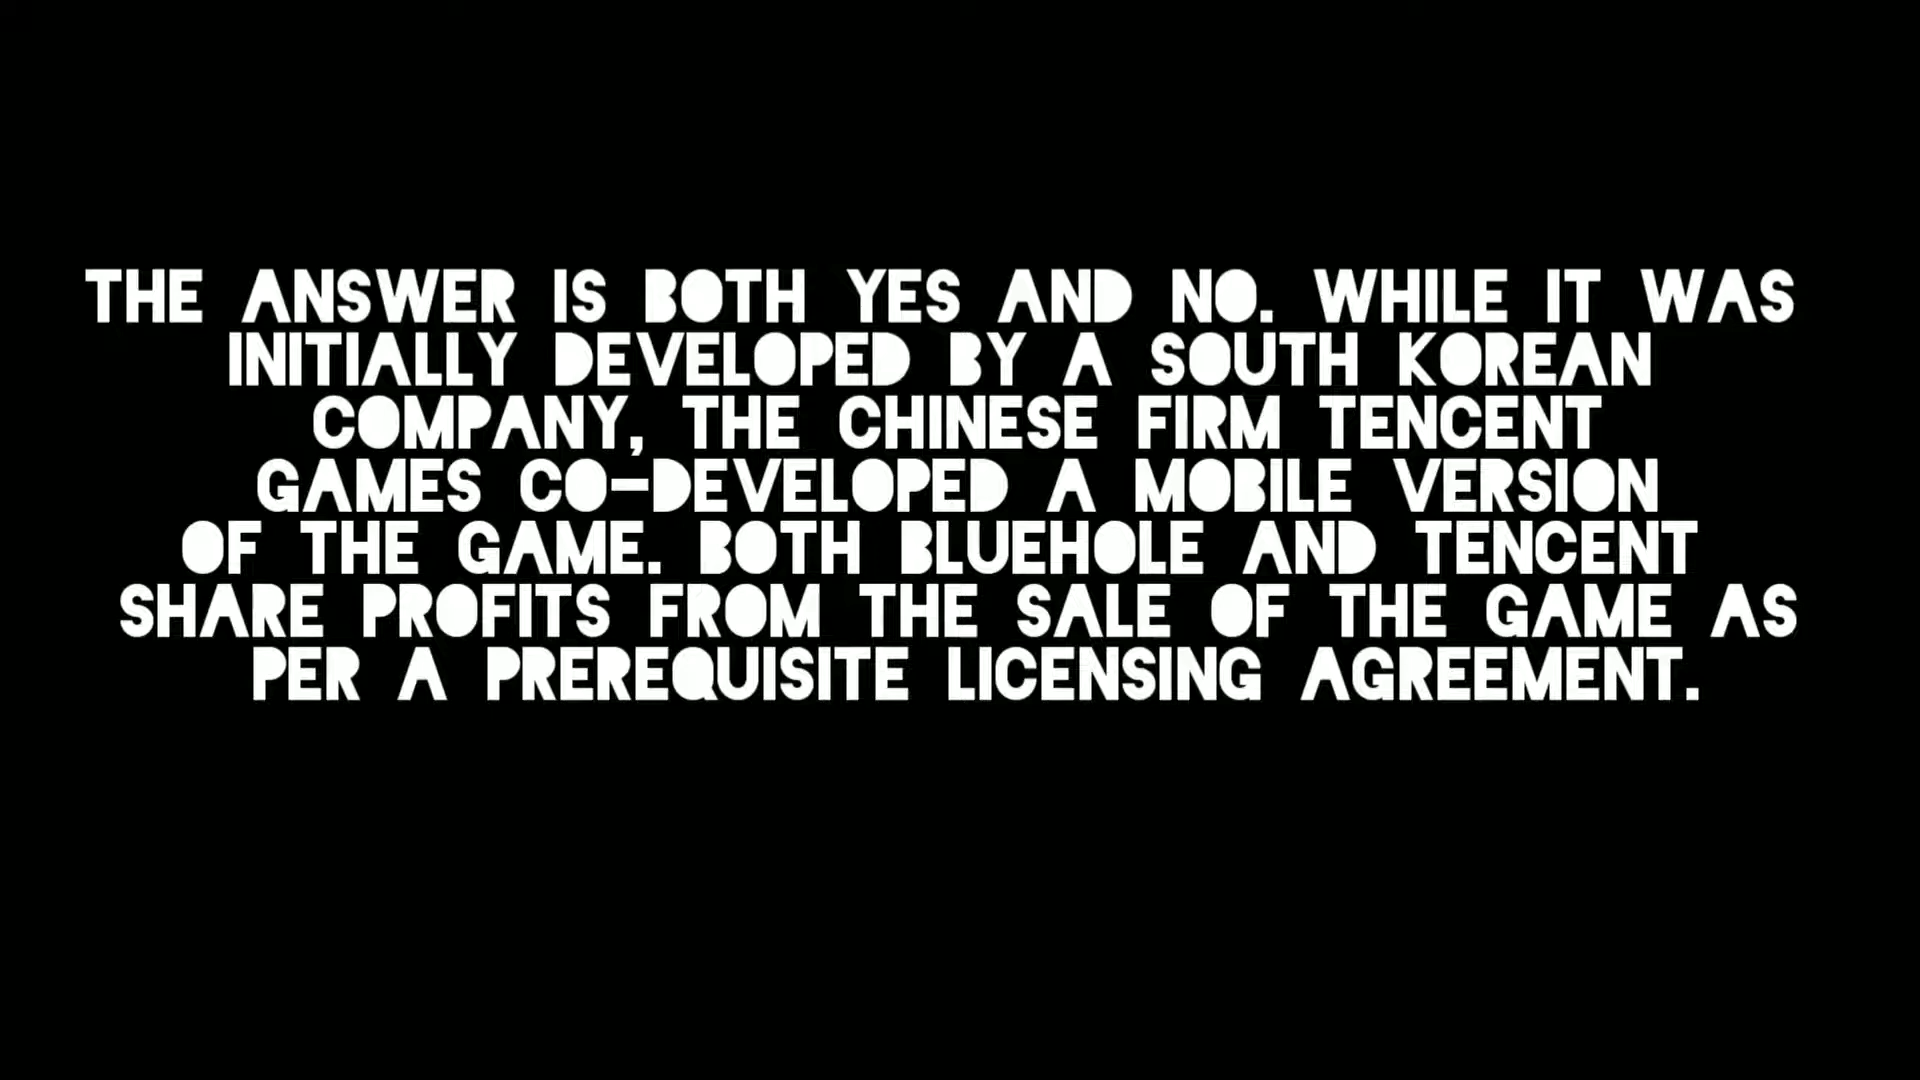 THE ANSWER IS BOTH YES AND NO. WHILE IT WAS
INITIALLY DEVELOPED BY A SOUTH KOREAN
COMPANY, THE CHINESE FIRM TENCENT
GAMES CO-DEVELOPED A MOBILE VERSION
OF THE GAME. BOTH BLUEHOLE AND TENCENT
SHARE PROFITS FROM THE SALE OF THE GAME AS
PER A PREREQUISITE LICENSING AGREEMENT.